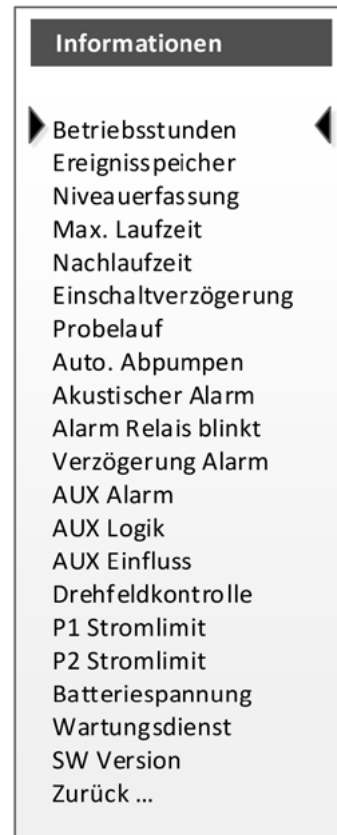 Informationen
Betriebsstunden
Ereignisspeicher
Niveauerfassung
Max. Laufzeit
Nachlaufzeit
Einschaltverzögerung
Probelauf
Auto. Abpumpen
Akustischer Alarm
Alarm Relais blinkt
Verzögerung Alarm
AUX Alarm
AUX Logik
AUX Einfluss
Drehfeldkontrolle
P1 Stromlimit
P2 Stromlimit
Batteriespannung
Wartungsdienst
SW Version
Zurück ...